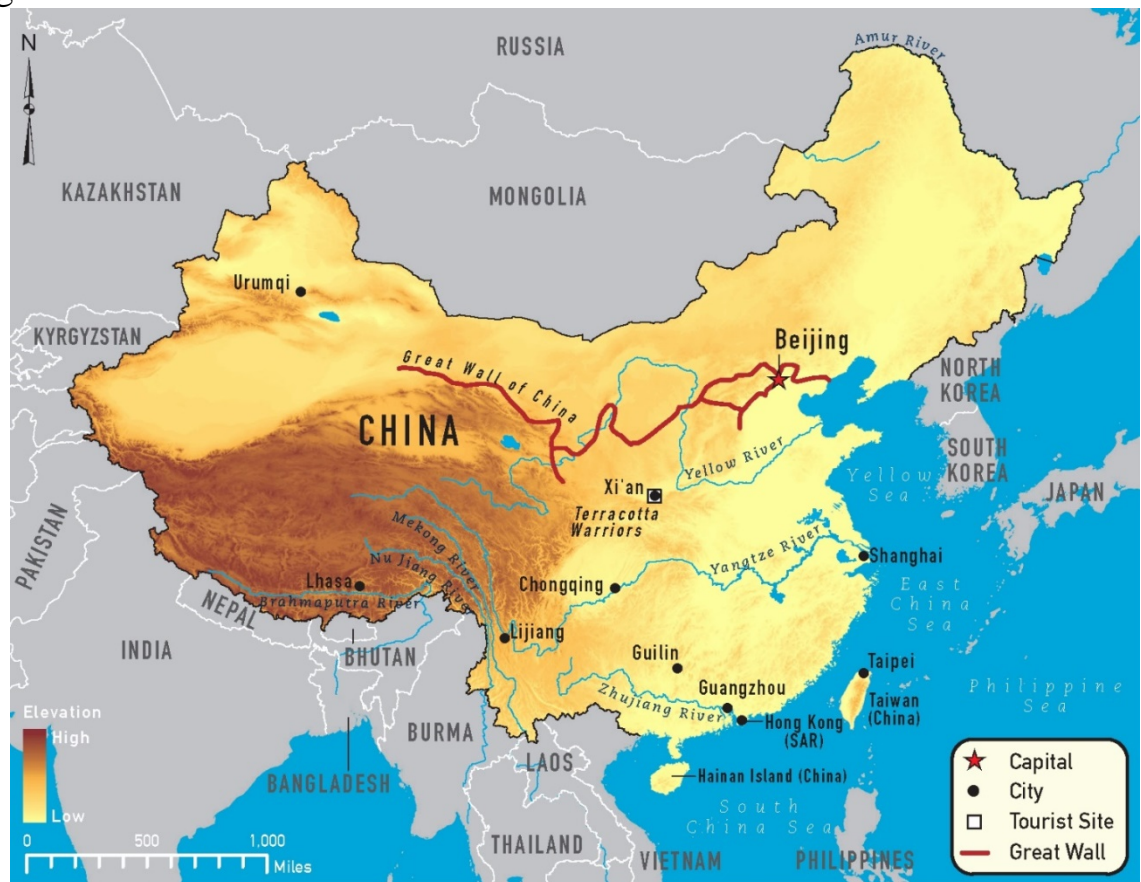 N
RUSSIA
Amur River
KAZAKHSTAN
MONGOLIA
Urumqi
KYRGYZSTAN
Beijing
Great Wall of China
NORTH
KOREA
CHINA
SOUTH
KOREA
Yellow River
Yellow
Sea
JAPAN
Xi'an
Terracotta
Warriors
PAKISTAN
Mekong River
Nu Jiang River
Yangtze River
Shanghai
Lhasa
Chongqing
Brahmaputra River
NEPAL
East
China
Sea
Lijiang
INDIA
BHUTAN
Guilin
Taipei
Guangzhou
Taiwan
(China)
Philippine
Sea
Zhujiang River
Hong Kong
(SAR)
Elevation
High
Low
BURMA
LAOS
BANGLADESH
Hainan Island (China)
South
China Sea
THAILAND
VIETNAM
PHILIPPINES
0 500 1,000
Miles
Capital
City
Tourist Site
Great Wall